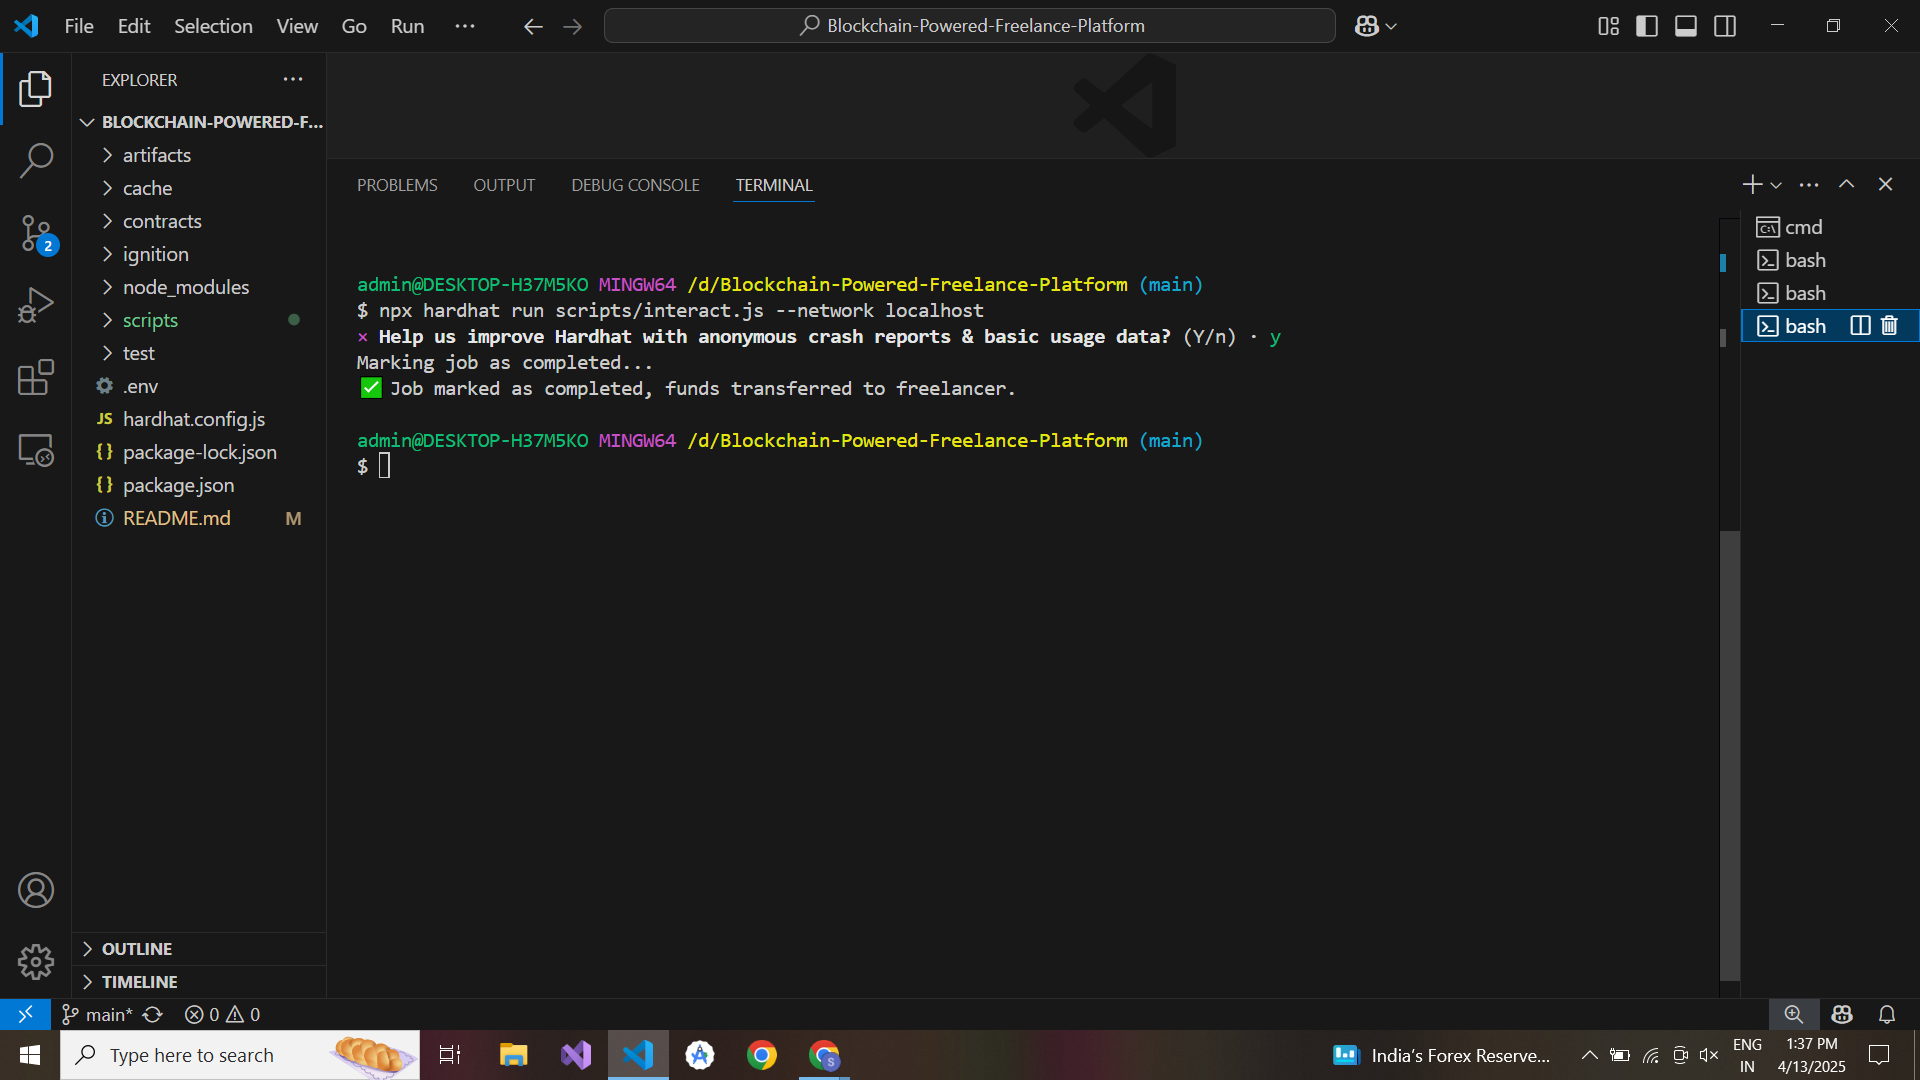 File Edit Selection View Go Run ···
Blockchain-Powered-Freelance-Platform
EXPLORER
BLOCKCHAIN-POWERED-F...
artifacts
cache
contracts
ignition
node_modules
scripts
test
.env
JS hardhat.config.js
{} package-lock.json
{} package.json
README.md M
2
OUTLINE
TIMELINE
PROBLEMS OUTPUT DEBUG CONSOLE TERMINAL
admin@DESKTOP-H37M5KO MINGW64 /d/Blockchain-Powered-Freelance-Platform (main)
$ npx hardhat run scripts/interact.js --network localhost
× Help us improve Hardhat with anonymous crash reports & basic usage data? (Y/n) · y
Marking job as completed...
✅ Job marked as completed, funds transferred to freelancer.
admin@DESKTOP-H37M5KO MINGW64 /d/Blockchain-Powered-Freelance-Platform (main)
$
cmd
bash
bash
bash
main* 0 0
Type here to search
India's Forex Reserve...
ENG
IN
1:37 PM
4/13/2025